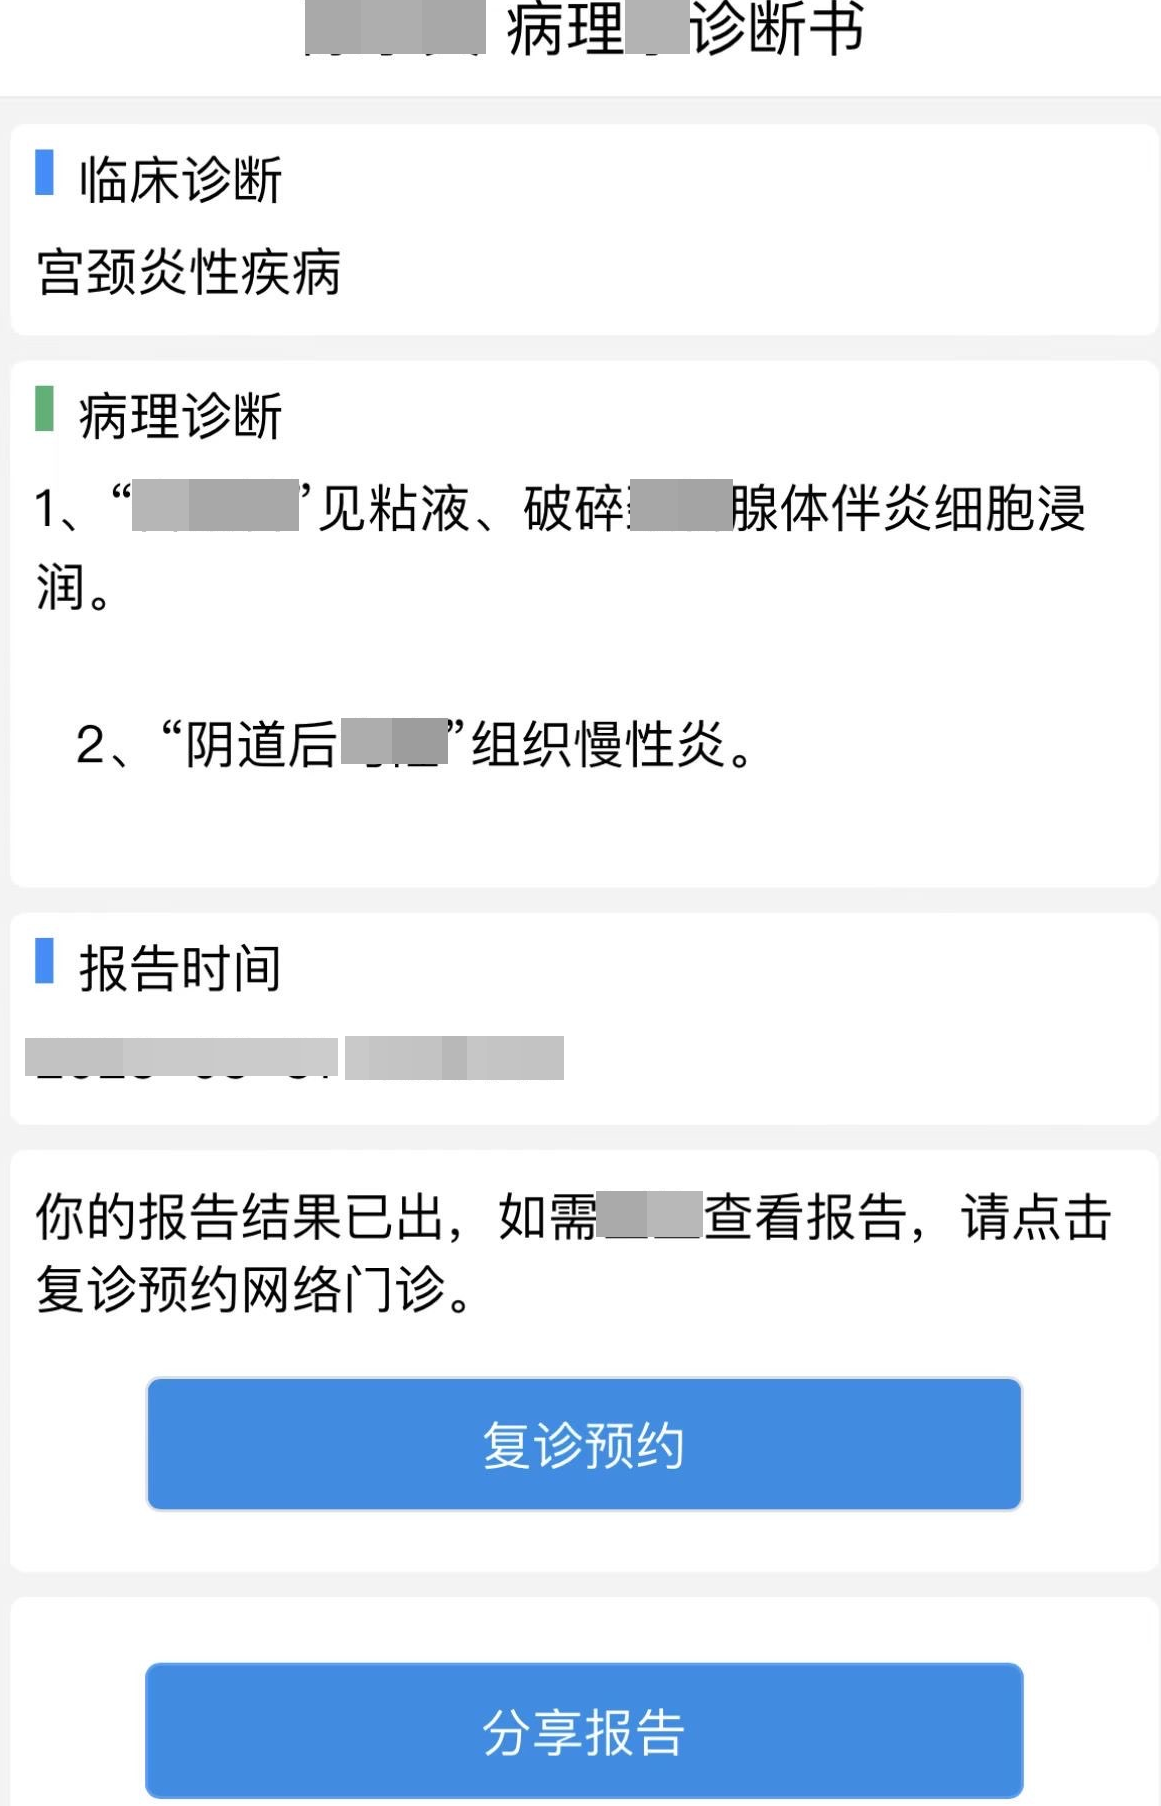 病理 诊断书
临床诊断
宫颈炎性疾病
病理诊断
1、“ ”见粘液、破碎 腺体伴炎细胞浸
润。
2、“阴道后 ”组织慢性炎。
报告时间
你的报告结果已出，如需 查看报告，请点击
复诊预约网络门诊。
复诊预约
分享报告